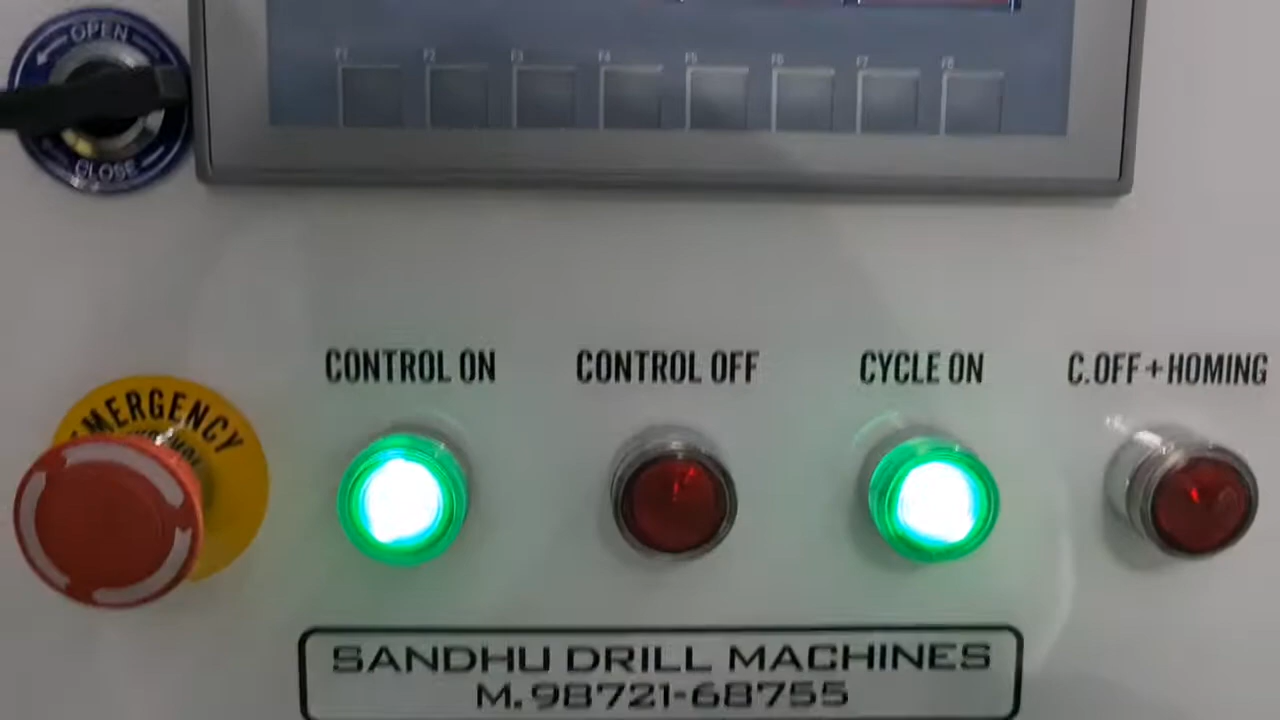 OPEN
CLOSE
F1 F2 F3 F4 F5 F6 F7 F8
CONTROL ON
CONTROL OFF
CYCLE ON
C.OFF+HOMING
EMERGENCY
SANDHU DRILL MACHINES
M.98721-68755